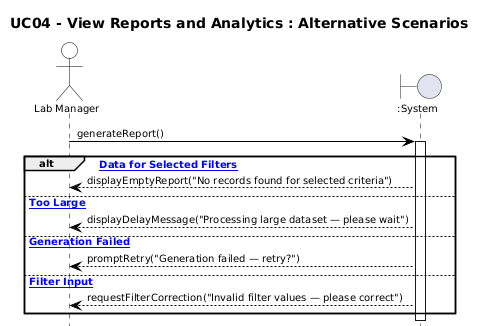 UC04 - View Reports and Analytics : Alternative Scenarios
Lab Manager
:System
generateReport()
alt
Data for Selected Filters
displayEmptyReport("No records found for selected criteria")
Too Large
displayDelayMessage("Processing large dataset — please wait")
Generation Failed
promptRetry("Generation failed — retry?")
Filter Input
requestFilterCorrection("Invalid filter values — please correct")